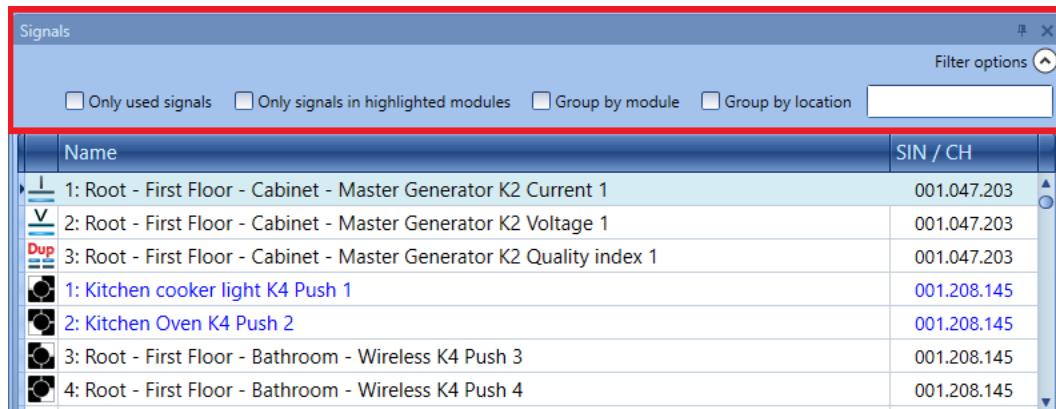 Signals
Filter options
Only used signals Only signals in highlighted modules Group by module Group by location
Name SIN / CH
I 1: Root - First Floor - Cabinet - Master Generator K2 Current 1 001.047.203
V 2: Root - First Floor - Cabinet - Master Generator K2 Voltage 1 001.047.203
Dup 3: Root - First Floor - Cabinet - Master Generator K2 Quality index 1 001.047.203
1: Kitchen cooker light K4 Push 1 001.208.145
2: Kitchen Oven K4 Push 2 001.208.145
3: Root - First Floor - Bathroom - Wireless K4 Push 3 001.208.145
4: Root - First Floor - Bathroom - Wireless K4 Push 4 001.208.145